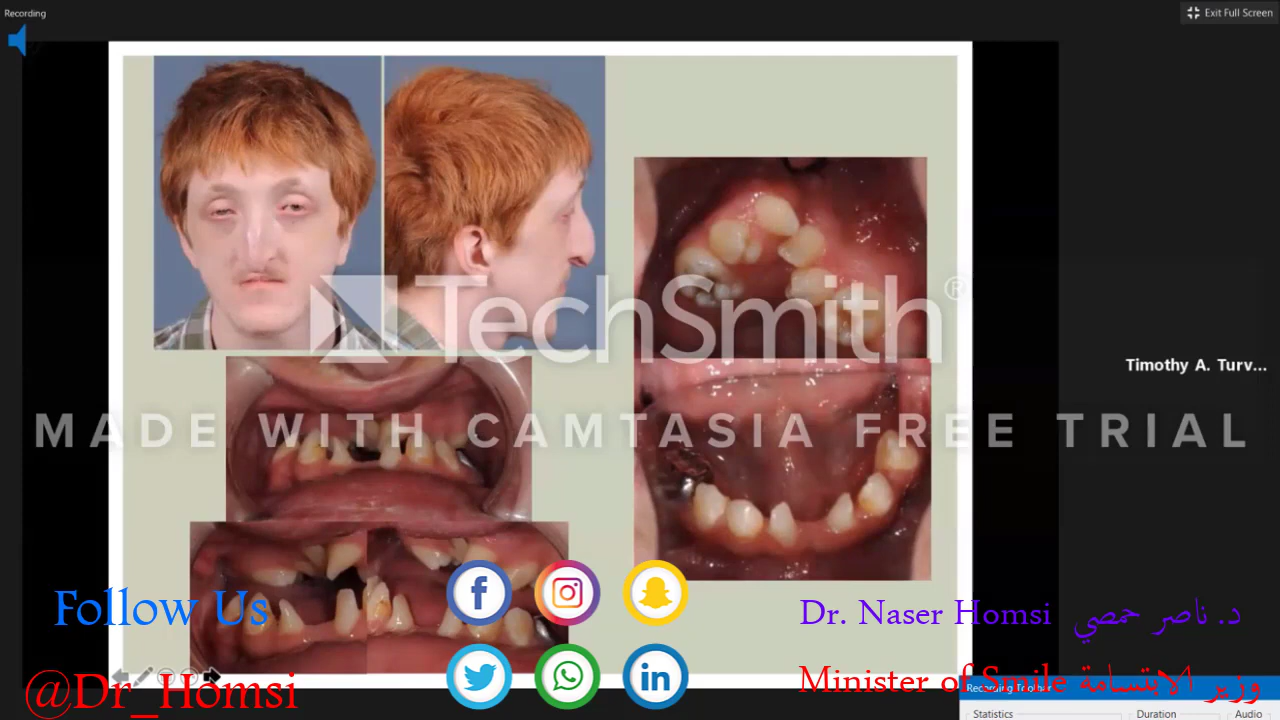 Recording
Exit Full Screen
TechSmith®
Timothy A. Turv...
MADE WITH CAMTASIA FREE TRIAL
Follow Us
Dr. Naser Homsi د. ناصر حمصي
@Dr_Homsi
Minister of Smile وزير الابتسامة
Recording Toolbar
Statistics
Duration
Audio